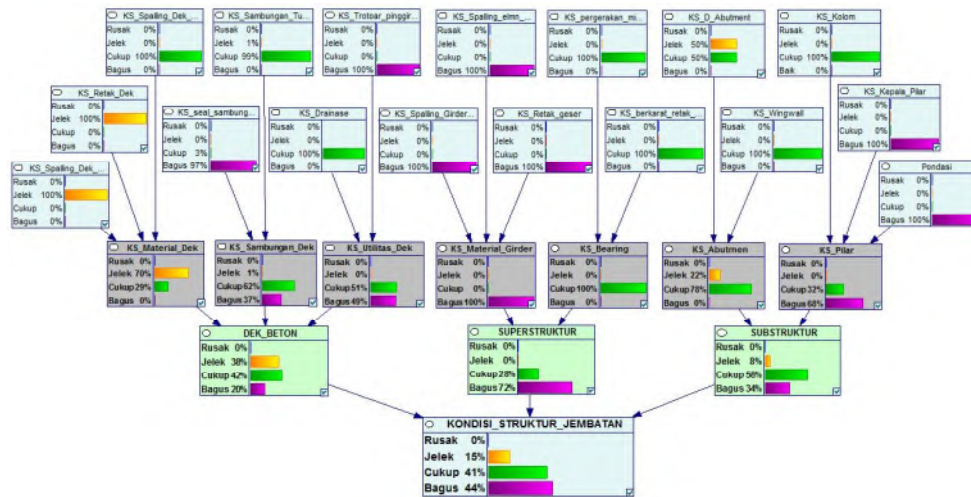 KS_Spaling_Dek_...
Rusak 0%
Jelek 0%
Cukup 100%
Bagus 0%
KS_Sambungan_Tu...
Rusak 0%
Jelek 1%
Cukup 99%
Bagus 0%
KS_Trotoar_pinggir...
Rusak 0%
Jelek 0%
Cukup 0%
Bagus 100%
KS_Spalling_elmn_...
Rusak 0%
Jelek 0%
Cukup 0%
Bagus 100%
KS_pergerakan_mi...
Rusak 0%
Jelek 0%
Cukup 100%
Bagus 0%
KS_D_Abutment
Rusak 0%
Jelek 50%
Cukup 50%
Bagus 0%
KS_Kolom
Rusak 0%
Jelek 0%
Cukup 100%
Baik 0%
KS_Retak_Dek
Rusak 0%
Jelek 100%
Cukup 0%
Bagus 0%
KS_seal_sambung...
Rusak 0%
Jelek 0%
Cukup 3%
Bagus 97%
KS_Drainase
Rusak 0%
Jelek 0%
Cukup 100%
Bagus 0%
KS_Spalling_Girder...
Rusak 0%
Jelek 0%
Cukup 0%
Bagus 100%
KS_Retak_geser
Rusak 0%
Jelek 0%
Cukup 0%
Bagus 100%
KS_berkarat_retak_...
Rusak 0%
Jelek 0%
Cukup 100%
Bagus 0%
KS_Wingwall
Rusak 0%
Jelek 0%
Cukup 100%
Bagus 0%
KS_Kepala_Pilar
Rusak 0%
Jelek 0%
Cukup 0%
Bagus 100%
KS_Spalling_Dek_...
Rusak 0%
Jelek 100%
Cukup 0%
Bagus 0%
Pondasi
Rusak 0%
Jelek 0%
Cukup 0%
Bagus 100%
KS_Material_Dek
Rusak 0%
Jelek 70%
Cukup 29%
Bagus 0%
KS_Sambungan_Dek
Rusak 0%
Jelek 1%
Cukup 62%
Bagus 37%
KS_Utilitas_Dek
Rusak 0%
Jelek 0%
Cukup 51%
Bagus 49%
KS_Material_Girder
Rusak 0%
Jelek 0%
Cukup 0%
Bagus 100%
KS_Bearing
Rusak 0%
Jelek 0%
Cukup 100%
Bagus 0%
KS_Abutmen
Rusak 0%
Jelek 22%
Cukup 78%
Bagus 0%
KS_Pilar
Rusak 0%
Jelek 0%
Cukup 32%
Bagus 68%
DEK_BETON
Rusak 0%
Jelek 38%
Cukup 42%
Bagus 20%
SUPERSTRUKTUR
Rusak 0%
Jelek 0%
Cukup 28%
Bagus 72%
SUBSTRUKTUR
Rusak 0%
Jelek 8%
Cukup 58%
Bagus 34%
KONDISI_STRUKTUR_JEMBATAN
Rusak 0%
Jelek 15%
Cukup 41%
Bagus 44%